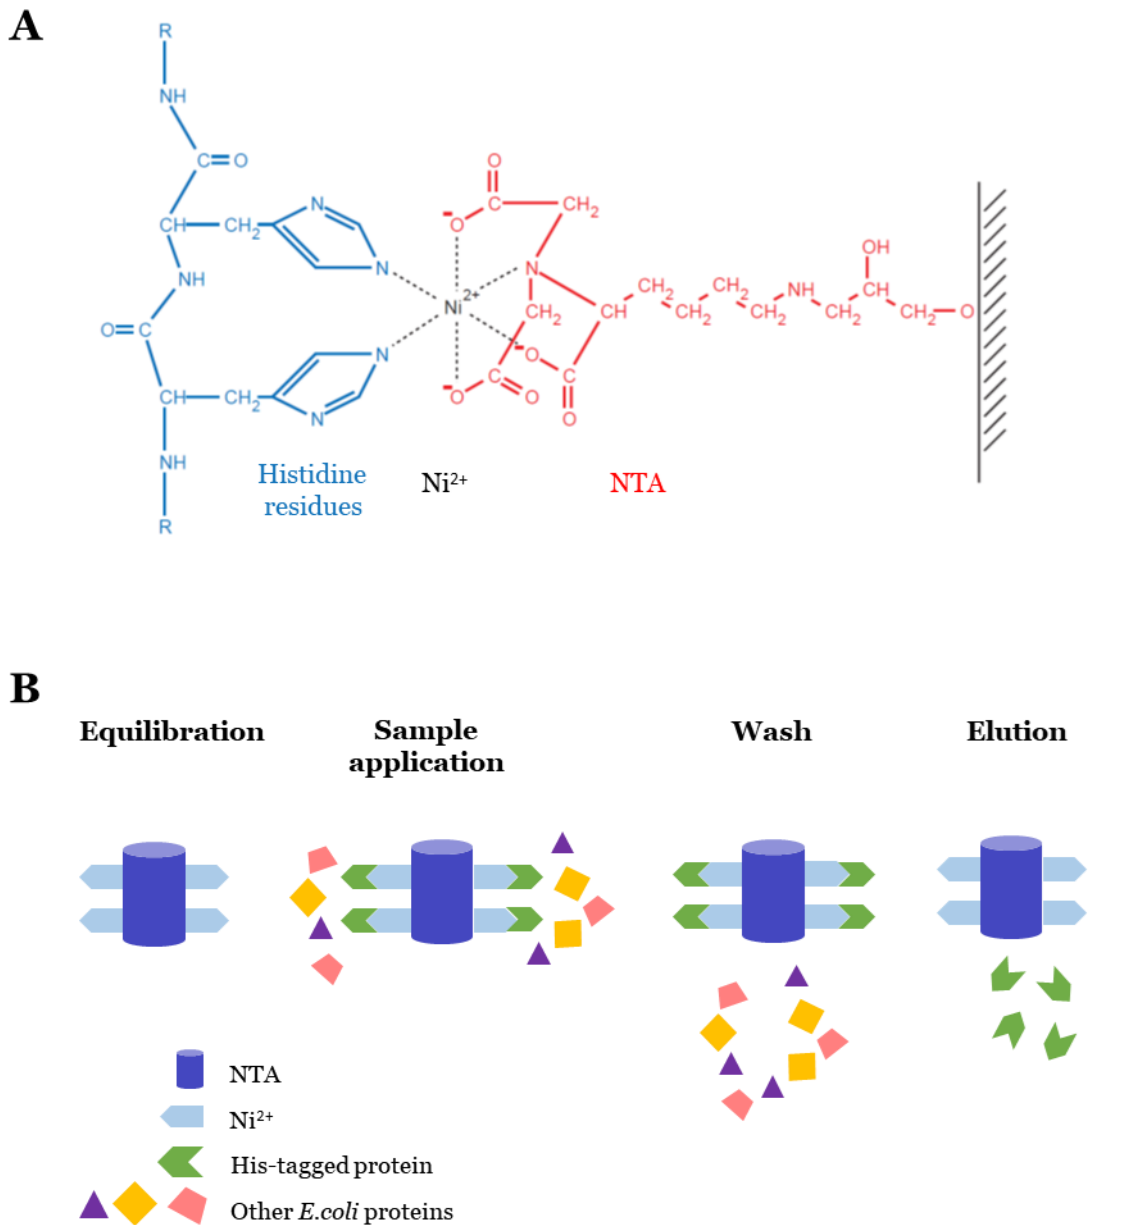 A
R
NH
C=O
CH
CH₂
N
N
NH
O=C
N
CH
CH₂
N
NH
R
Ni²⁺
O
C
CH₂
-
O
N
CH₂
CH
-
O
C
O
-
O
C
O
CH₂
CH₂
CH₂
CH₂
NH
CH₂
OH
CH
CH₂
O
Histidine
residues
Ni²⁺
NTA
B
Equilibration
Sample
application
Wash
Elution
NTA
Ni²⁺
His-tagged protein
Other E.coli proteins